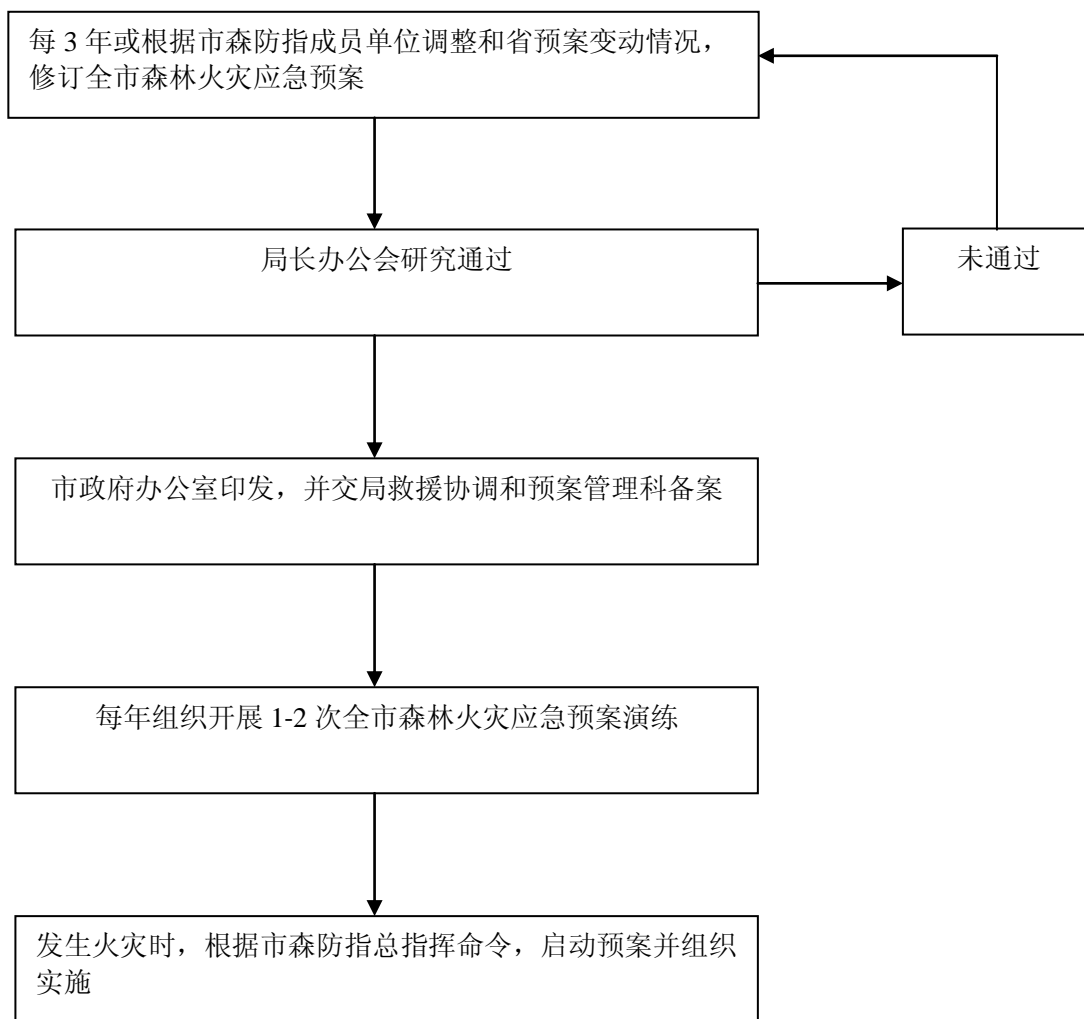 每 3 年或根据市森防指成员单位调整和省预案变动情况，
修订全市森林火灾应急预案
局长办公会研究通过
未通过
市政府办公室印发，并交局救援协调和预案管理科备案
每年组织开展 1-2 次全市森林火灾应急预案演练
发生火灾时，根据市森防指总指挥命令，启动预案并组织
实施